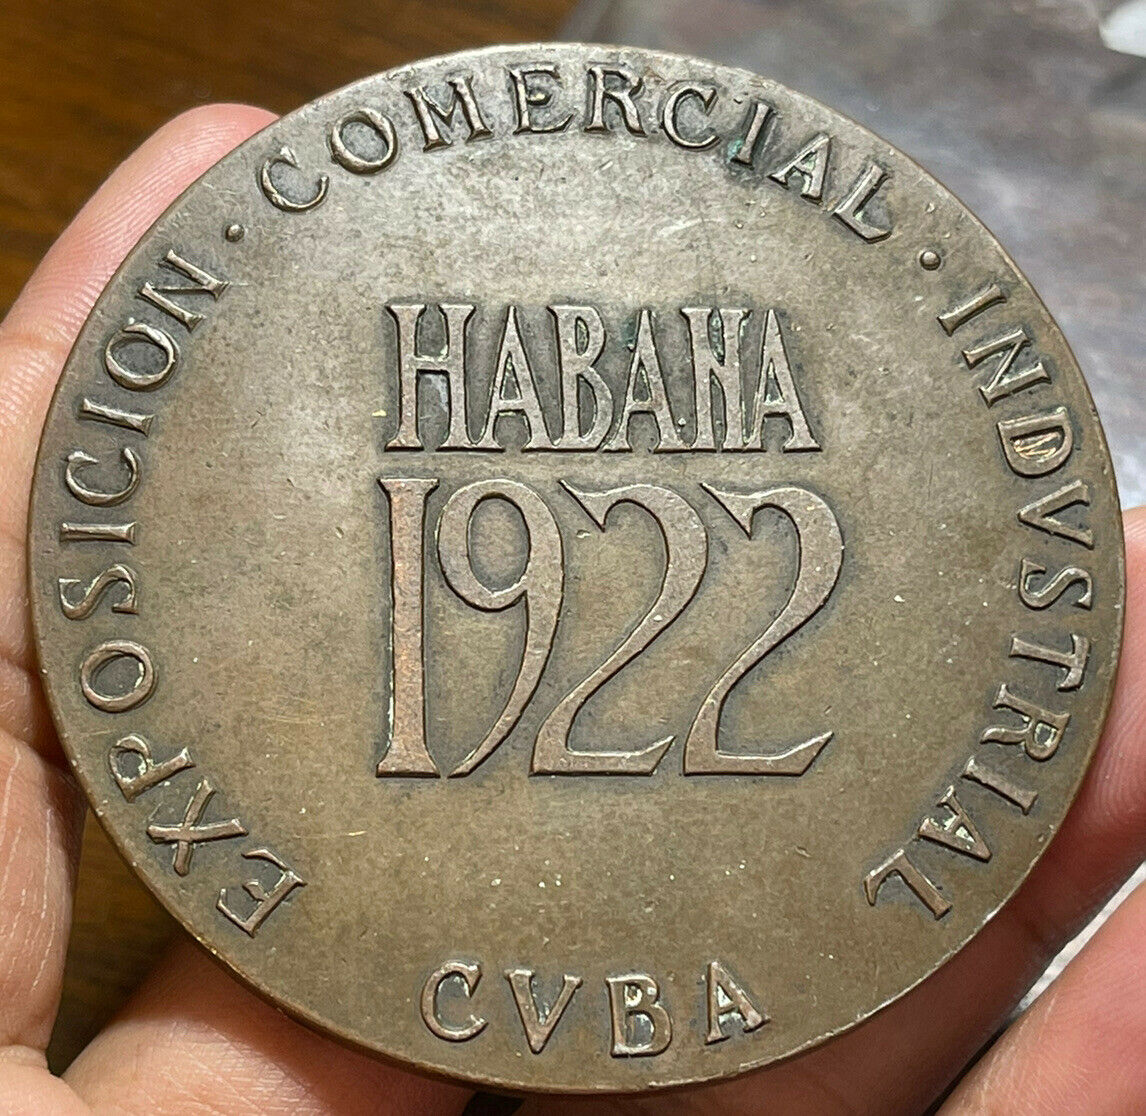 EXPOSICION · COMERCIAL · INDVSTRIAL
HABANA
1922
CVBA